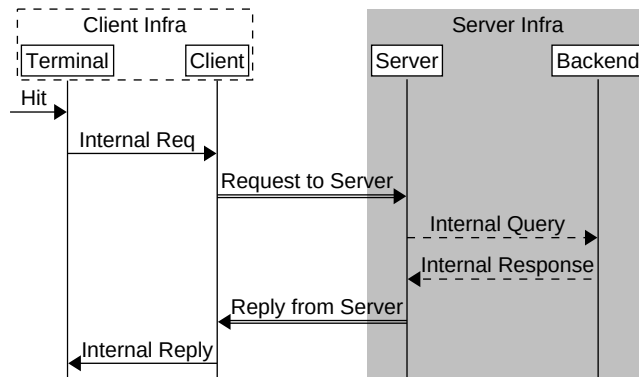 Client Infra
Server Infra
Terminal
Client
Server
Backend
Hit
Internal Req
Request to Server
Internal Query
Internal Response
Reply from Server
Internal Reply